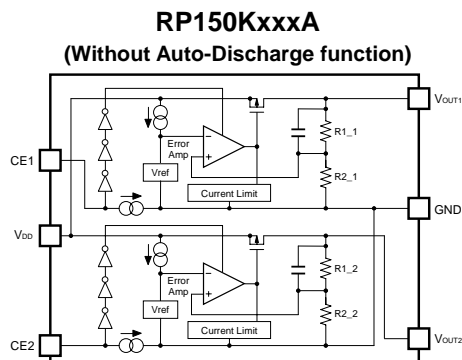 RP150KxxxA
(Without Auto-Discharge function)
VOUT1
Error
Amp
−
+
R1_1
CE1
Vref
R2_1
Current Limit
GND
VDD
Error
Amp
−
+
R1_2
Vref
R2_2
Current Limit
CE2
VOUT2